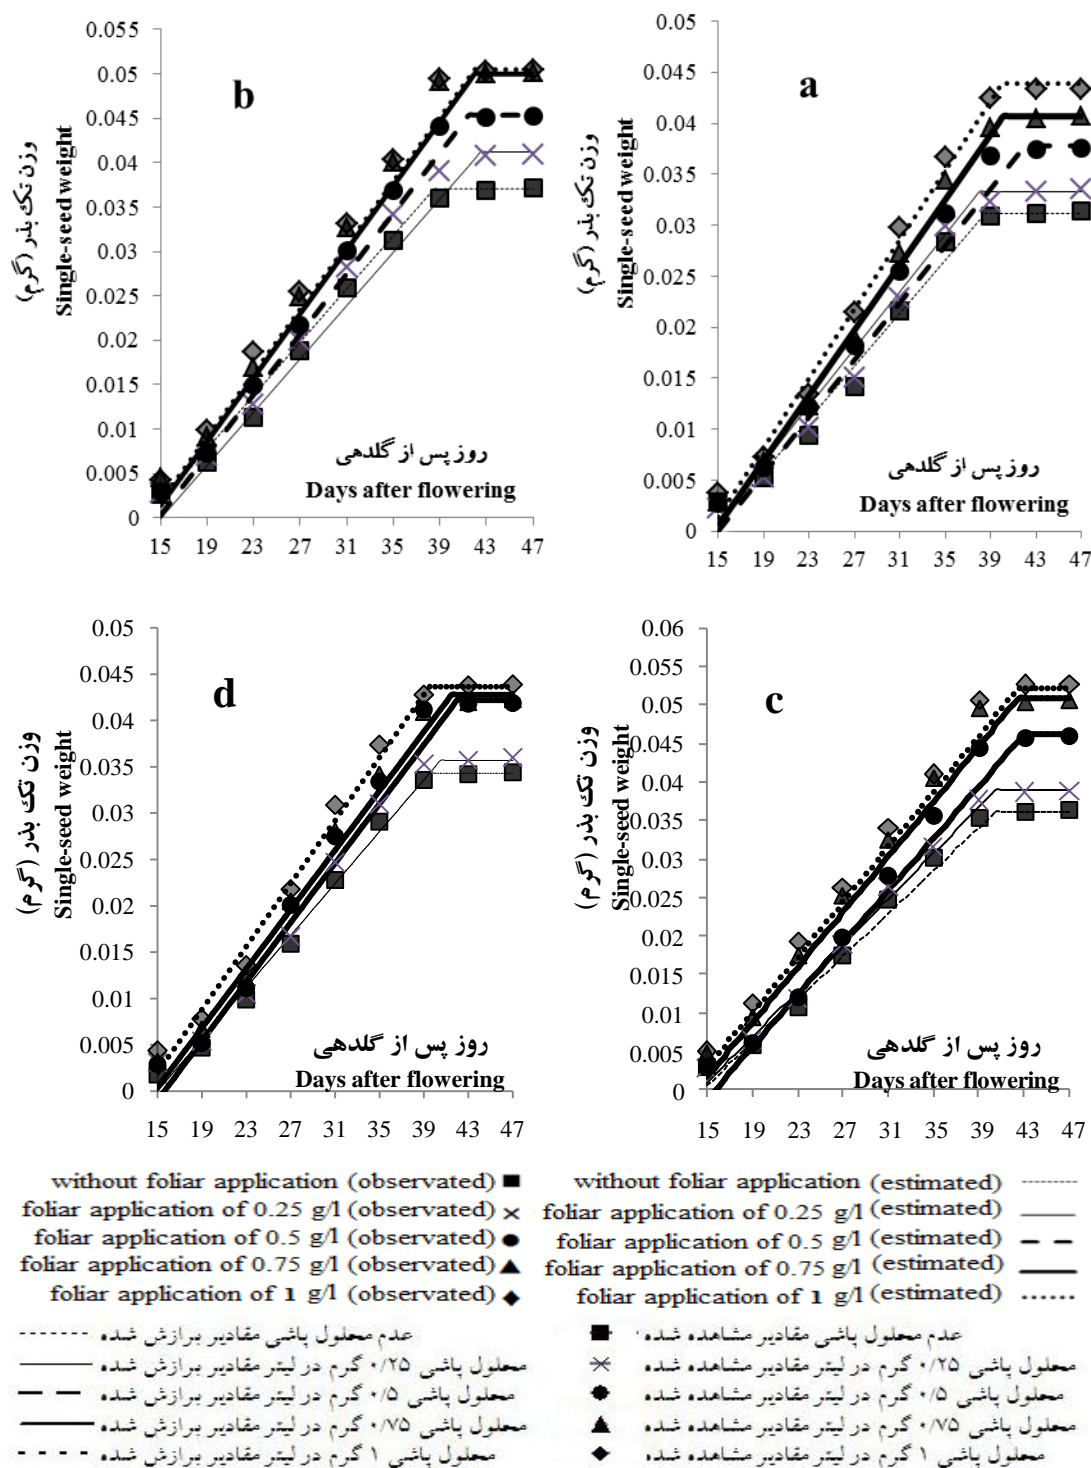 b
وزن تک بذر (گرم)
Single-seed weight
0.055
0.05
0.045
0.04
0.035
0.03
0.025
0.02
0.015
0.01
0.005
0
روز پس از گلدهی
Days after flowering
15 19 23 27 31 35 39 43 47
a
وزن تک بذر (گرم)
Single-seed weight
0.05
0.045
0.04
0.035
0.03
0.025
0.02
0.015
0.01
0.005
0
روز پس از گلدهی
Days after flowering
15 19 23 27 31 35 39 43 47
d
وزن تک بذر (گرم)
Single-seed weight
0.05
0.045
0.04
0.035
0.03
0.025
0.02
0.015
0.01
0.005
0
روز پس از گلدهی
Days after flowering
15 19 23 27 31 35 39 43 47
c
وزن تک بذر (گرم)
Single-seed weight
0.06
0.055
0.05
0.045
0.04
0.035
0.03
0.025
0.02
0.015
0.01
0.005
0
روز پس از گلدهی
Days after flowering
15 19 23 27 31 35 39 43 47
without foliar application (observated)
foliar application of 0.25 g/l (observated)
foliar application of 0.5 g/l (observated)
foliar application of 0.75 g/l (observated)
foliar application of 1 g/l (observated)
without foliar application (estimated)
foliar application of 0.25 g/l (estimated)
foliar application of 0.5 g/l (estimated)
foliar application of 0.75 g/l (estimated)
foliar application of 1 g/l (estimated)
عدم محلول پاشی مقادیر مشاهده شده
محلول پاشی ۰/۲۵ گرم در لیتر مقادیر مشاهده شده
محلول پاشی ۰/۵ گرم در لیتر مقادیر مشاهده شده
محلول پاشی ۰/۷۵ گرم در لیتر مقادیر مشاهده شده
محلول پاشی ۱ گرم در لیتر مقادیر مشاهده شده
عدم محلول پاشی مقادیر برازش شده
محلول پاشی ۰/۲۵ گرم در لیتر مقادیر برازش شده
محلول پاشی ۰/۵ گرم در لیتر مقادیر برازش شده
محلول پاشی ۰/۷۵ گرم در لیتر مقادیر برازش شده
محلول پاشی ۱ گرم در لیتر مقادیر برازش شده